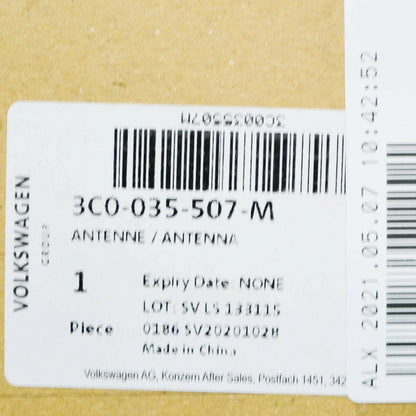 3C0035507M
VOLKSWAGEN
GROUP
3C0-035-507-M
ANTENNE / ANTENNA
1 Expiry Date: NONE
LOT: SV LS 133115
Piece 0186 SV20201028
Made in China
Volkswagen AG, Konzern After Sales, Postfach 1451, 342
ALX 2021.05.07 10:42:52